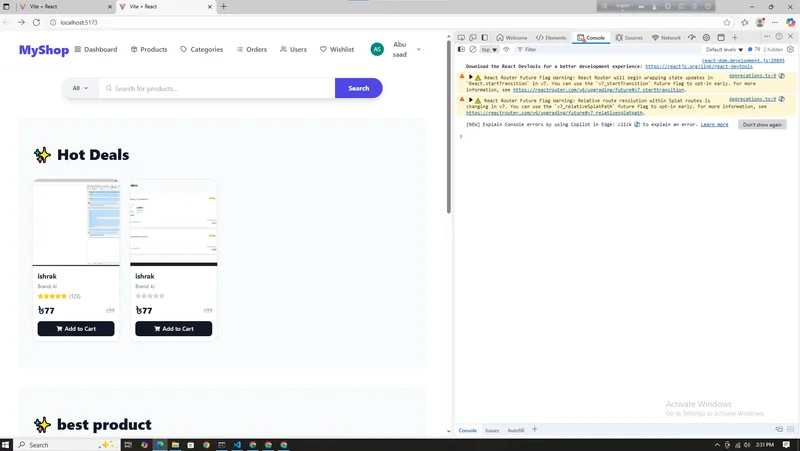 Vite + React
Vite + React
localhost:5173
MyShop
Dashboard
Products
Categories
Orders
Users
Wishlist
AS
Abu saad
All
Search for products...
Search
✨ Hot Deals
ishrak
Brand: ki
(123)
৳77
Add to Cart
ishrak
Brand: ki
৳77
Add to Cart
✨ best product
English
Welcome
Elements
Console
Sources
Network
top
Filter
Default levels
76
2 hidden
react-dom.development.js:29895
Download the React DevTools for a better development experience: https://reactjs.org/link/react-devtools
⚠️ React Router Future Flag Warning: React Router will begin wrapping state updates in
deprecations.ts:9
`React.startTransition` in v7. You can use the `v7_startTransition` future flag to opt-in early. For more
information, see https://reactrouter.com/v6/upgrading/future#v7_starttransition.
⚠️ React Router Future Flag Warning: Relative route resolution within Splat routes is
deprecations.ts:9
changing in v7. You can use the `v7_relativeSplatPath` future flag to opt-in early. For more information, see
https://reactrouter.com/v6/upgrading/future#v7_relativesplatpath.
[NEW] Explain Console errors by using Copilot in Edge: click to explain an error. Learn more
Don't show again
Activate Windows
Go to Settings to activate Windows.
Console
Issues
Autofill
Search
2:31 PM